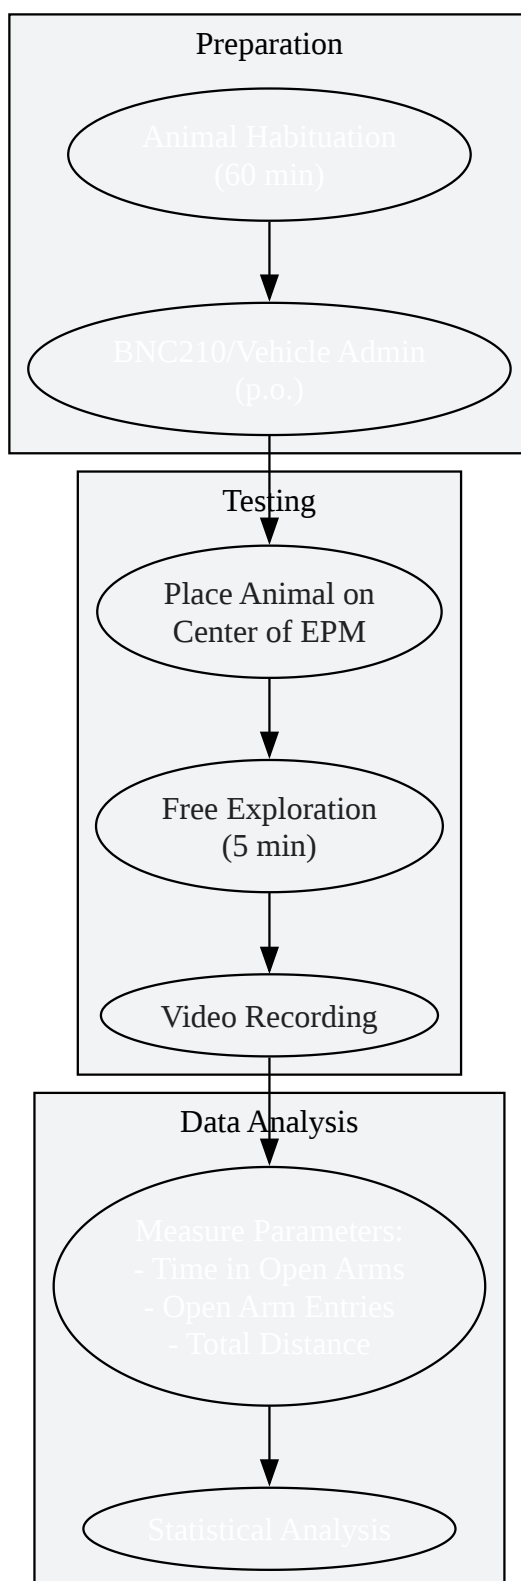 Preparation
Animal Habituation
(60 min)
BNC210/Vehicle Admin
(p.o.)
Testing
Place Animal on
Center of EPM
Free Exploration
(5 min)
Video Recording
Data Analysis
Measure Parameters:
- Time in Open Arms
- Open Arm Entries
- Total Distance
Statistical Analysis